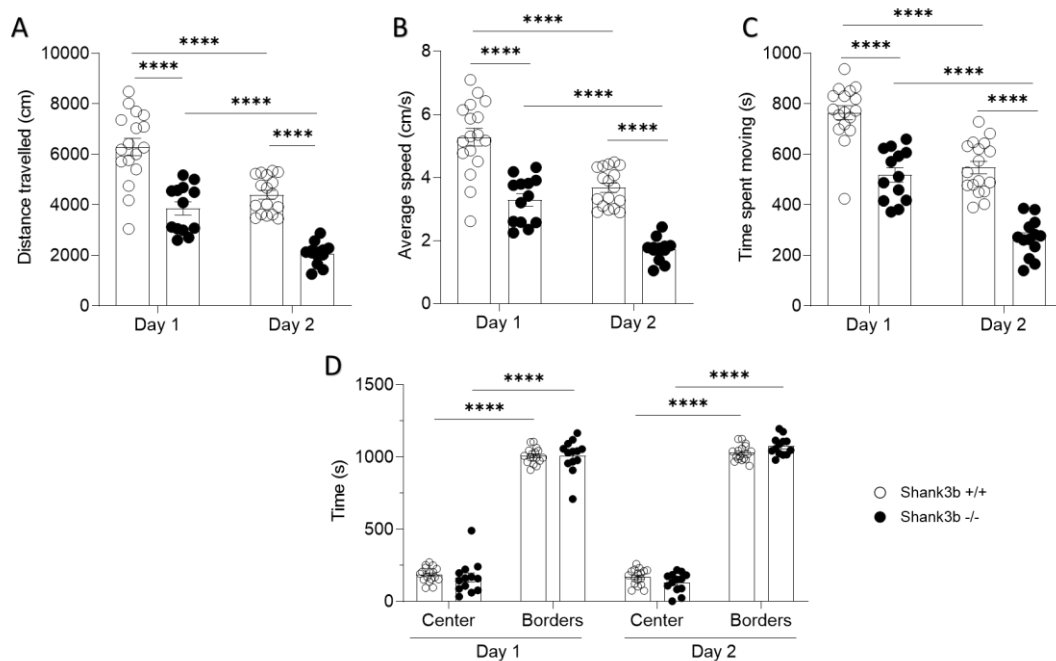 A
Distance travelled (cm)
10000
8000
6000
4000
2000
0
****
****
****
****
Day 1 Day 2
B
Average speed (cm/s)
8
6
4
2
0
****
****
****
****
Day 1 Day 2
C
Time spent moving (s)
1000
800
600
400
200
0
****
****
****
****
Day 1 Day 2
D
Time (s)
1500
1000
500
0
**** ****
**** ****
Center Borders Center Borders
Day 1 Day 2
Shank3b +/+
Shank3b -/-